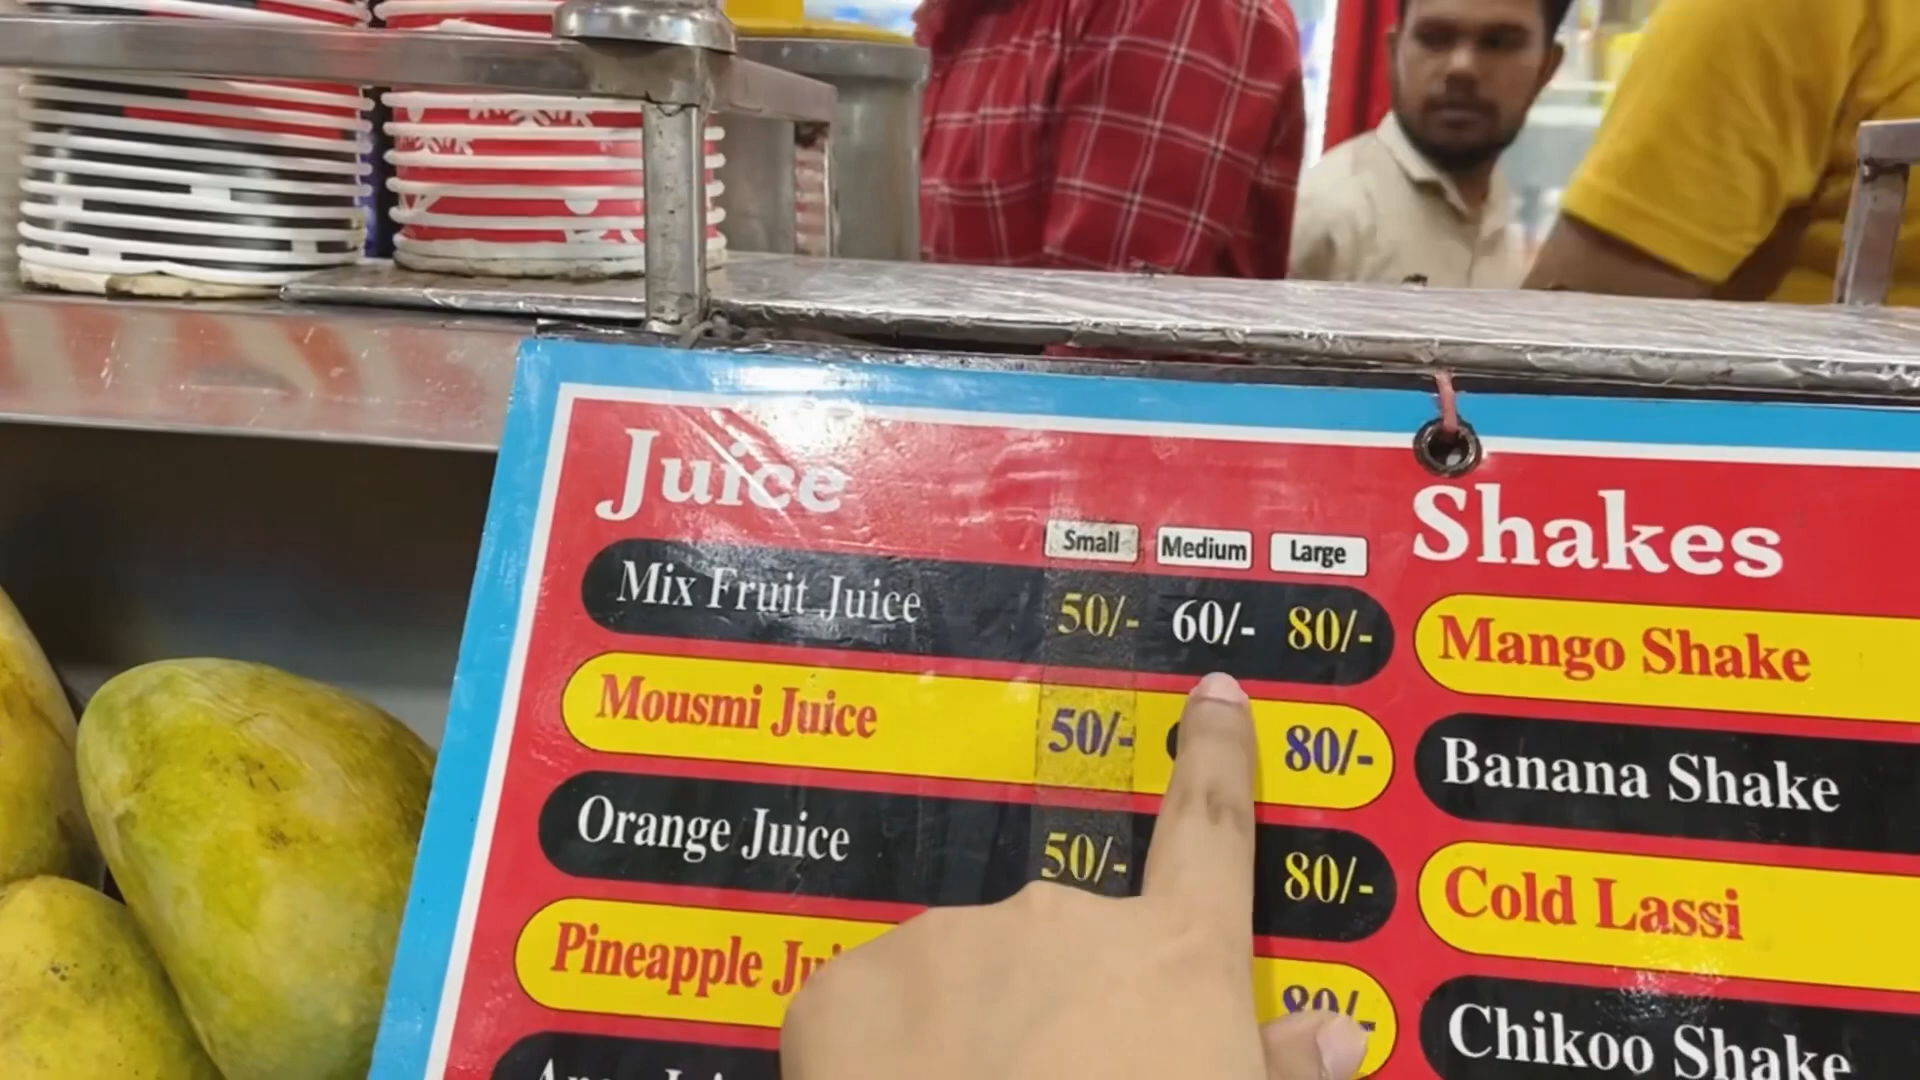 Juice
Small Medium Large
Mix Fruit Juice 50/- 60/- 80/-
Mousmi Juice 50/- 80/-
Orange Juice 50/- 80/-
Pineapple 80/-
Shakes
Mango Shake
Banana Shake
Cold Lassi
Chikoo Shake